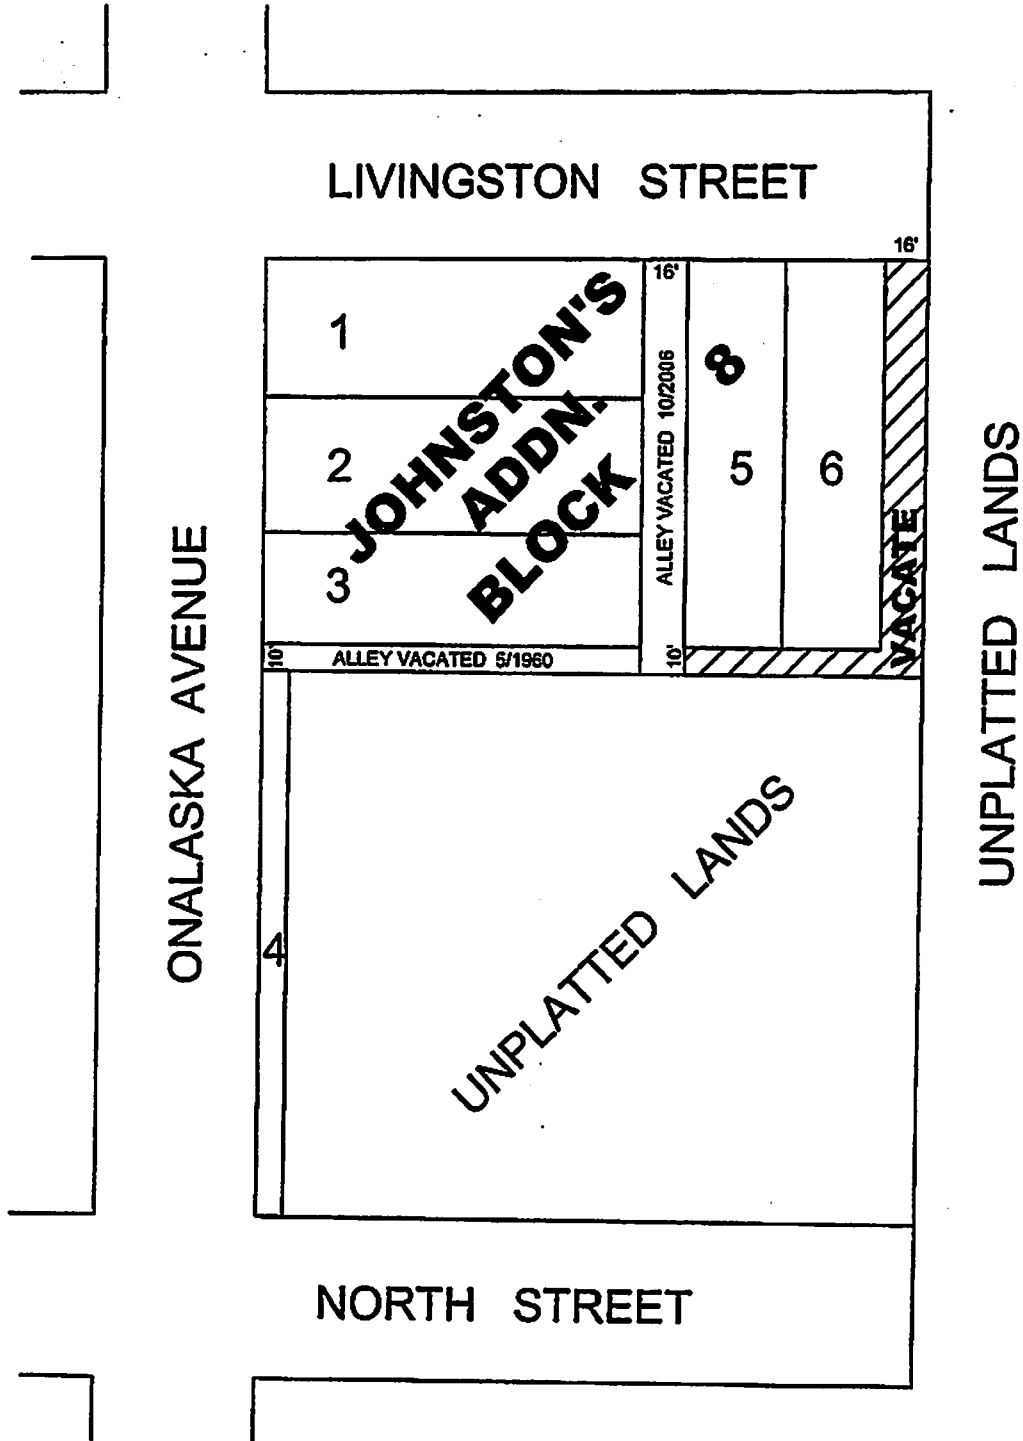 LIVINGSTON STREET
16'
16'
1
JOHNSTON'S
ADDN.
BLOCK
8
2
3
5
6
ALLEY VACATED 10/2006
VACATE
10'
ALLEY VACATED 5/1960
10'
ONALASKA AVENUE
UNPLATTED LANDS
4
UNPLATTED LANDS
NORTH STREET